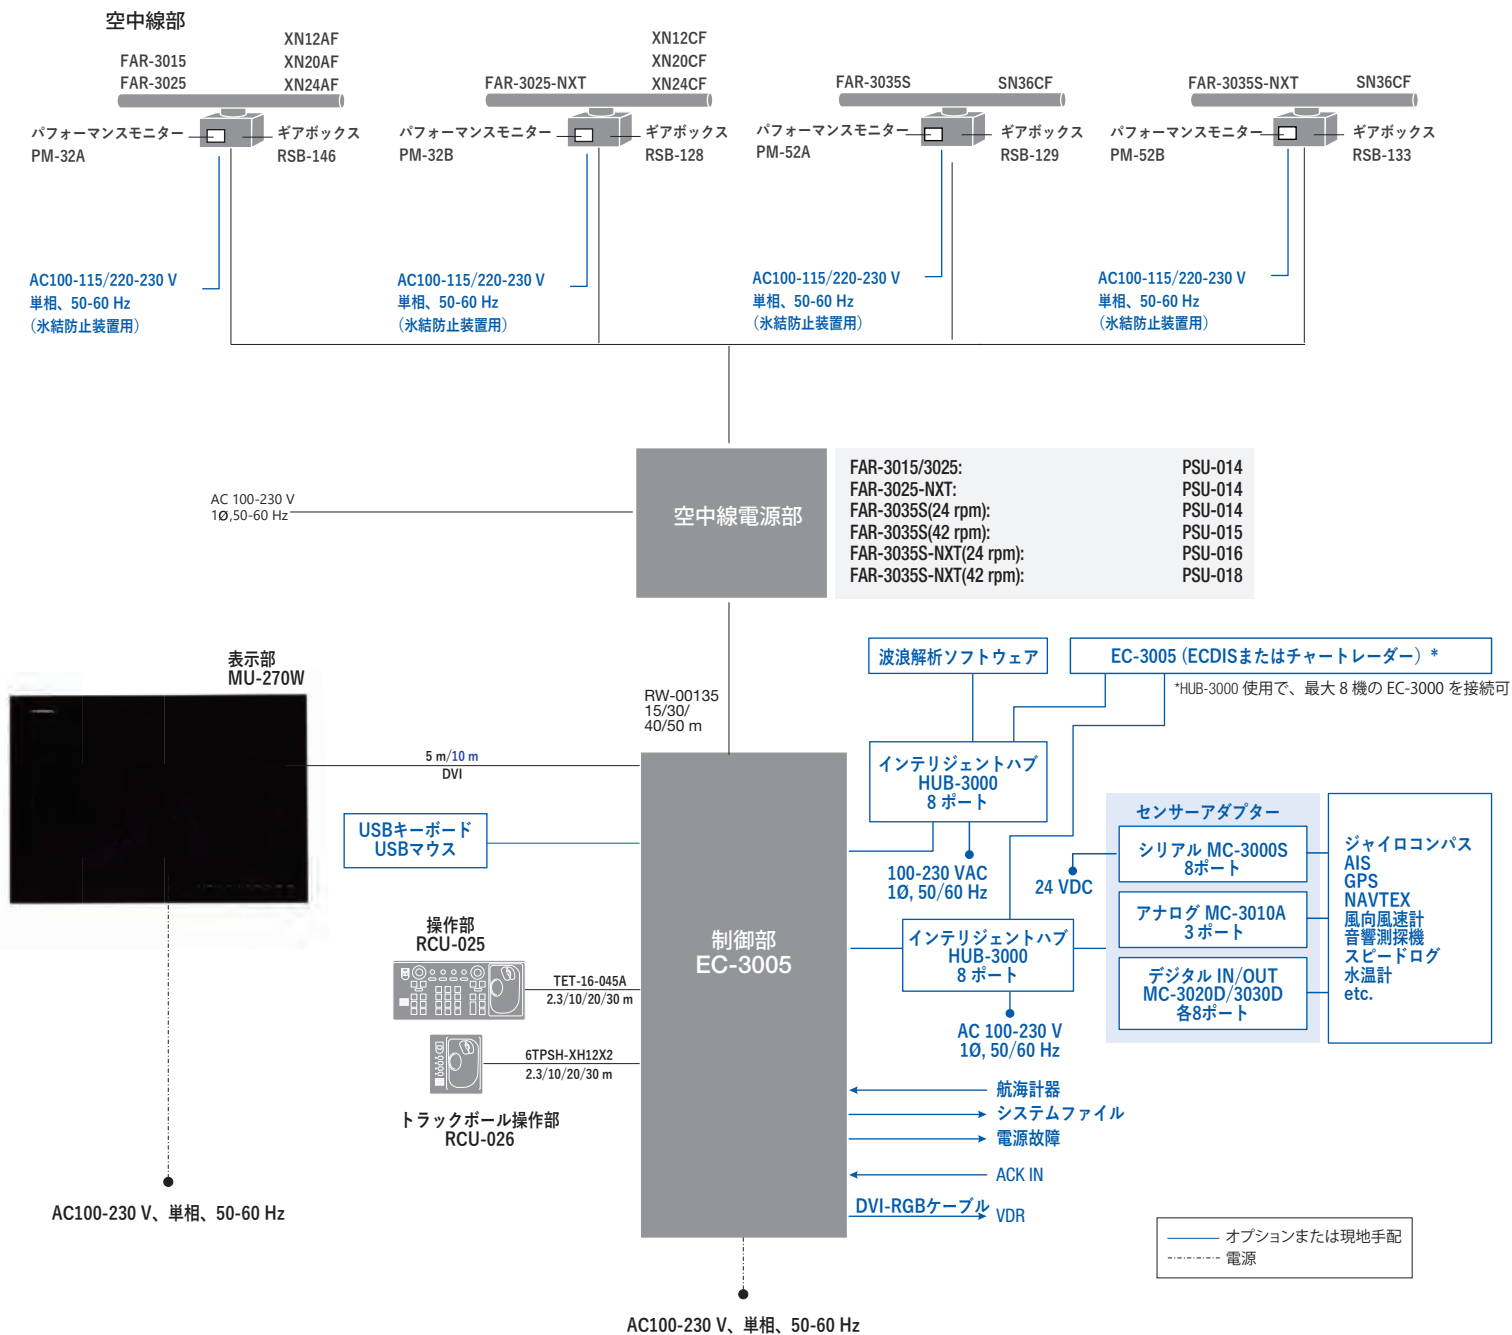 空中線部
FAR-3015
FAR-3025
XN12AF
XN20AF
XN24AF
パフォーマンスモニター
PM-32A
ギアボックス
RSB-146
FAR-3025-NXT
XN12CF
XN20CF
XN24CF
パフォーマンスモニター
PM-32B
ギアボックス
RSB-128
FAR-3035S
SN36CF
パフォーマンスモニター
PM-52A
ギアボックス
RSB-129
FAR-3035S-NXT
SN36CF
パフォーマンスモニター
PM-52B
ギアボックス
RSB-133
AC100-115/220-230 V
単相、50-60 Hz
（氷結防止装置用）
AC100-115/220-230 V
単相、50-60 Hz
（氷結防止装置用）
AC100-115/220-230 V
単相、50-60 Hz
（氷結防止装置用）
AC100-115/220-230 V
単相、50-60 Hz
（氷結防止装置用）
AC 100-230 V
1Ø,50-60 Hz
空中線電源部
FAR-3015/3025: PSU-014
FAR-3025-NXT: PSU-014
FAR-3035S(24 rpm): PSU-014
FAR-3035S(42 rpm): PSU-015
FAR-3035S-NXT(24 rpm): PSU-016
FAR-3035S-NXT(42 rpm): PSU-018
表示部
MU-270W
RW-00135
15/30/
40/50 m
5 m/10 m
DVI
USBキーボード
USBマウス
操作部
RCU-025
TET-16-045A
2.3/10/20/30 m
6TPSH-XH12X2
2.3/10/20/30 m
トラックボール操作部
RCU-026
AC100-230 V、単相、50-60 Hz
制御部
EC-3005
AC100-230 V、単相、50-60 Hz
波浪解析ソフトウェア
EC-3005 (ECDISまたはチャートレーダー) *
*HUB-3000 使用で、最大 8 機の EC-3000 を接続可
インテリジェントハブ
HUB-3000
8 ポート
100-230 VAC
1Ø, 50/60 Hz
インテリジェントハブ
HUB-3000
8 ポート
AC 100-230 V
1Ø, 50/60 Hz
24 VDC
センサーアダプター
シリアル MC-3000S
8ポート
アナログ MC-3010A
3 ポート
デジタル IN/OUT
MC-3020D/3030D
各8ポート
ジャイロコンパス
AIS
GPS
NAVTEX
風向風速計
音響測探機
スピードログ
水温計
etc.
航海計器
システムファイル
電源故障
ACK IN
DVI-RGBケーブル
VDR
オプションまたは現地手配
電源